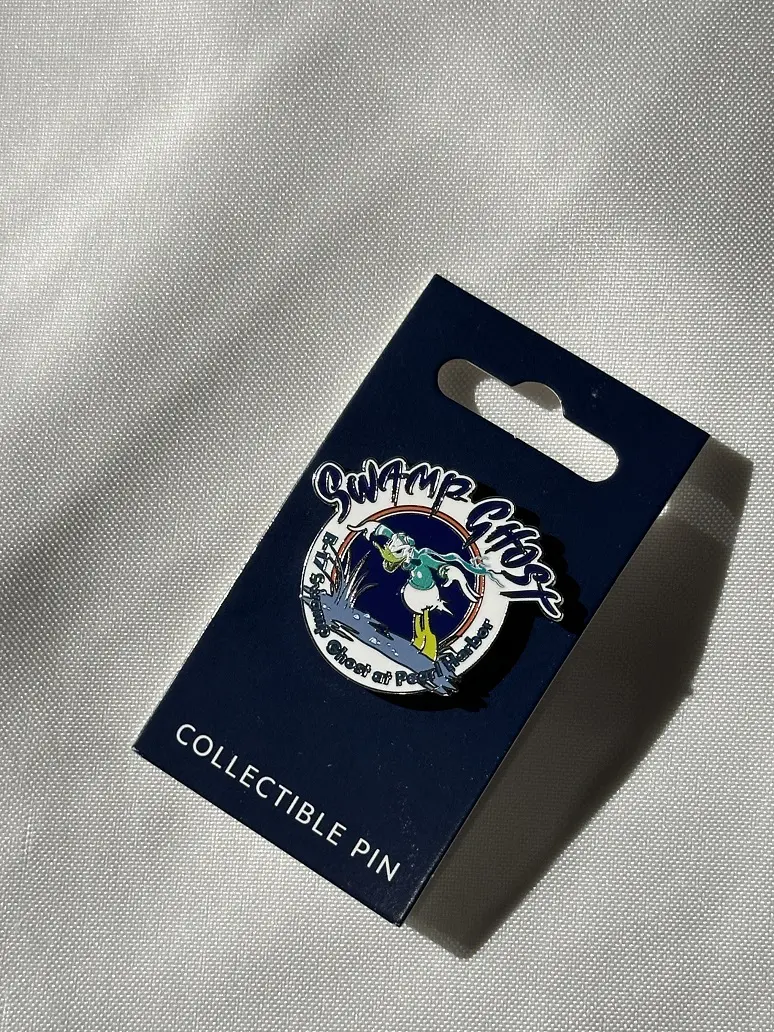 SWAMP GHOST
B-17 Swamp Ghost at Pearl Harbor
COLLECTIBLE PIN